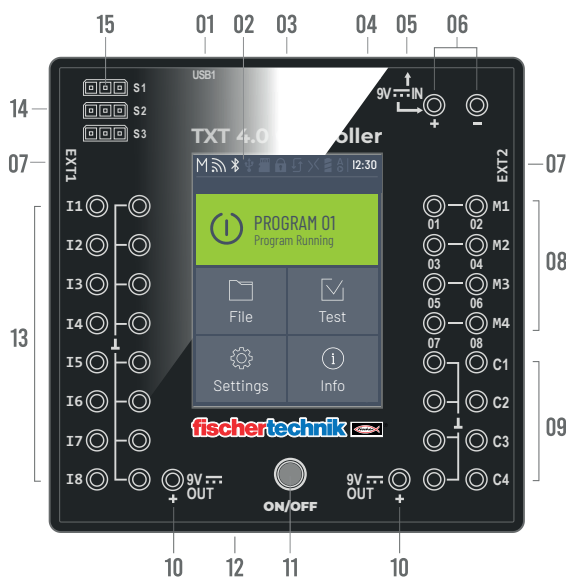 15 01 02 03 04 05 06
USB1
S1
S2
S3
14
9V IN
+ -
TXT 4.0 Controller
07
EXT1
EXT2
07
12:30
PROGRAM 01
Program Running
File
Test
Settings
Info
I1
I2
I3
I4
I5
I6
I7
I8
13
M1
01 02
M2
03 04
M3
05 06
M4
07 08
08
C1
C2
C3
C4
09
fischertechnik
9V
OUT
+
ON/OFF
9V
OUT
+
10 12 11 10